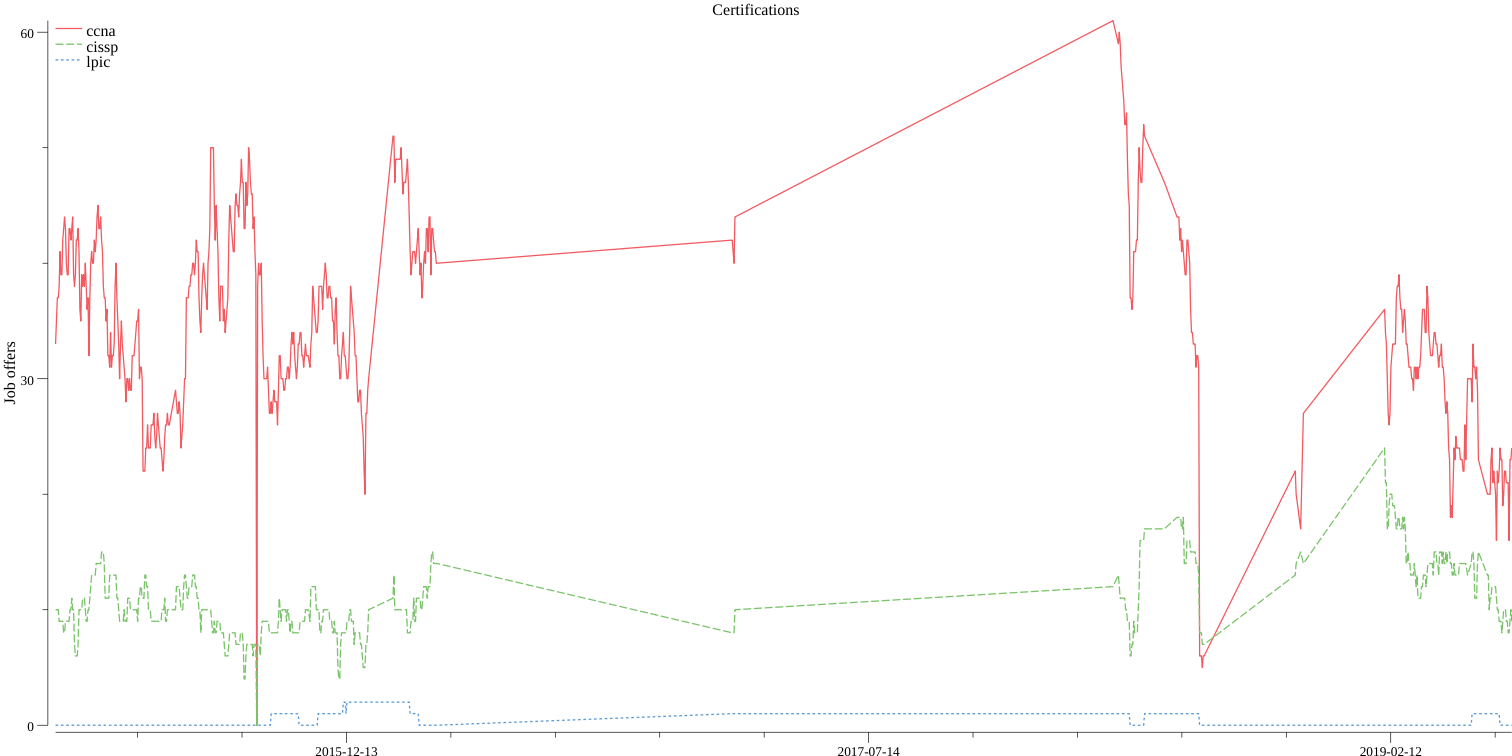 Certifications
60
ccna
cissp
lpic
Job offers
30
0
2015-12-13
2017-07-14
2019-02-12